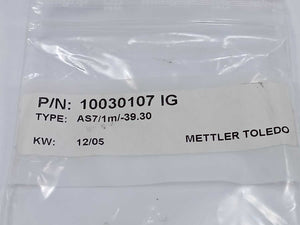 P/N: 10030107 IG
TYPE: AS7/1m/-39.30
KW: 12/05 METTLER TOLEDO